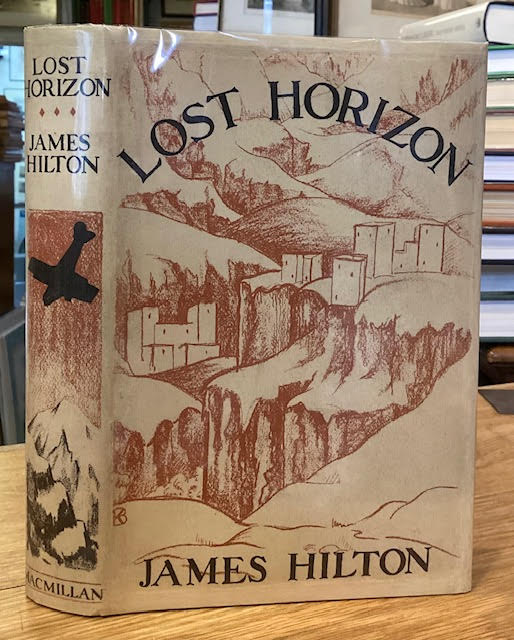 LOST
HORIZON
JAMES
HILTON
MACMILLAN
LOST HORIZON
JAMES HILTON